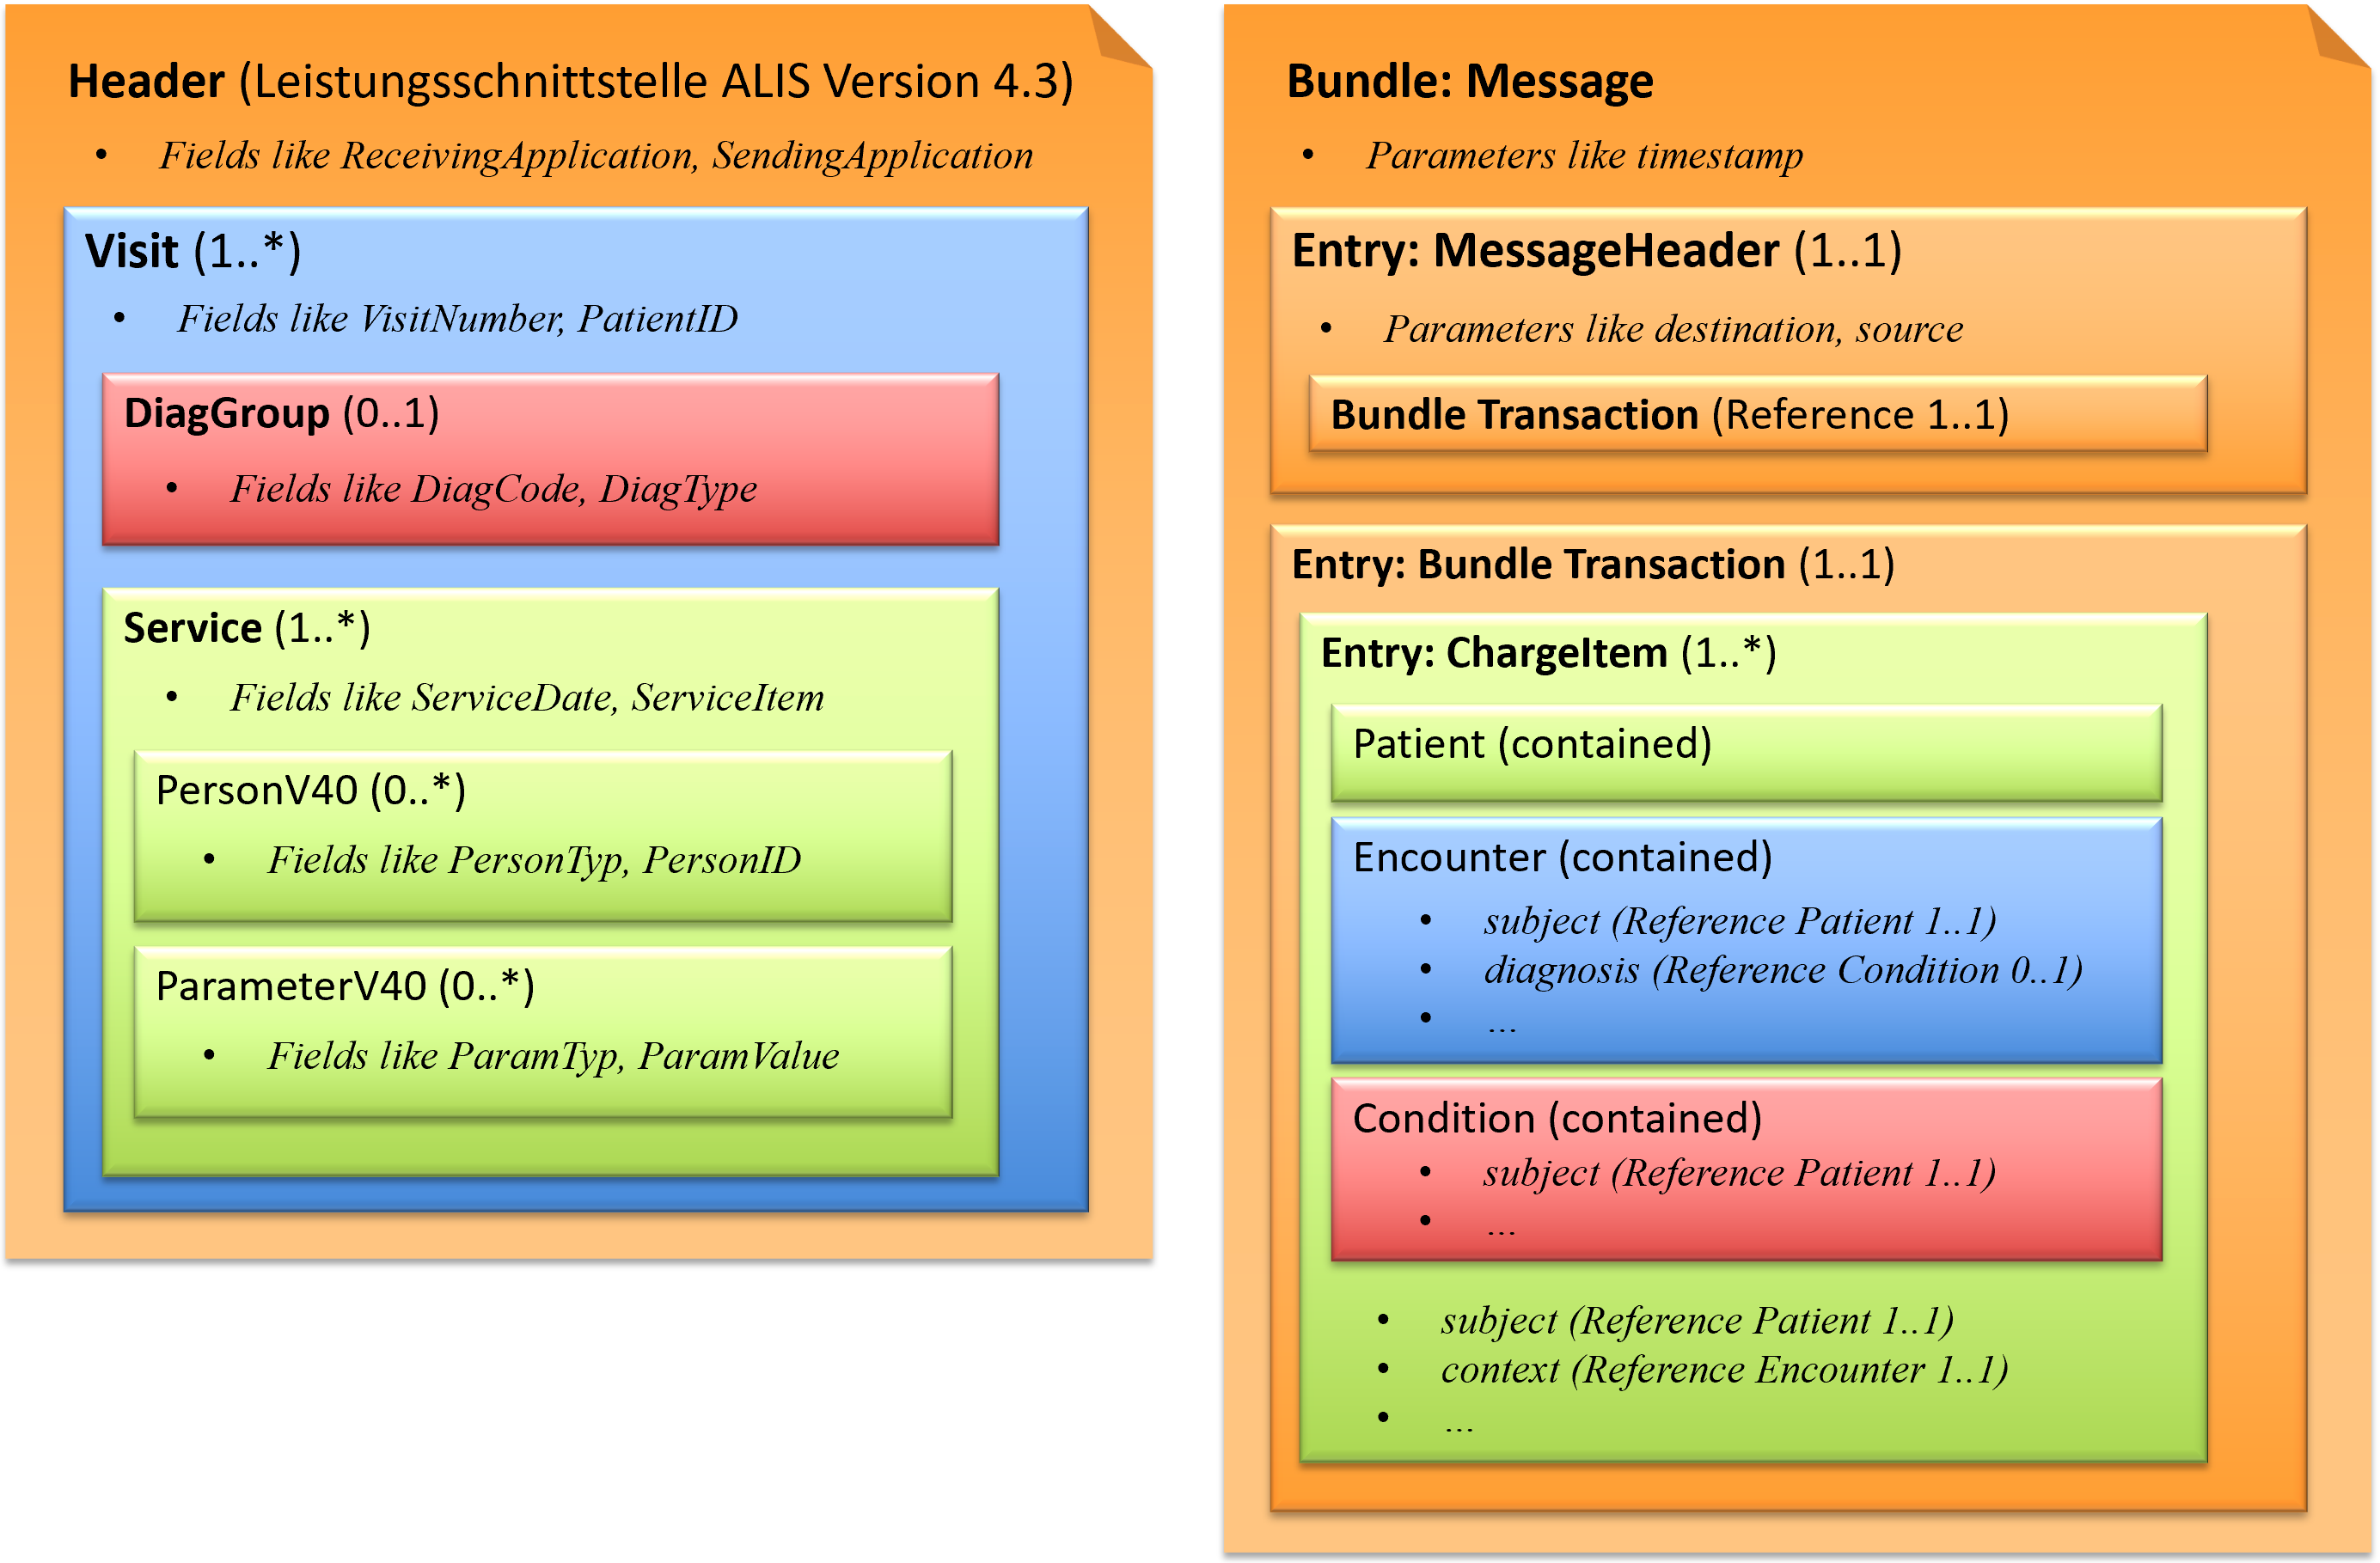 Header (Leistungsschnittstelle ALIS Version 4.3)
• Fields like ReceivingApplication, SendingApplication
Visit (1..*)
• Fields like VisitNumber, PatientID
DiagGroup (0..1)
• Fields like DiagCode, DiagType
Service (1..*)
• Fields like ServiceDate, ServiceItem
PersonV40 (0..*)
• Fields like PersonTyp, PersonID
ParameterV40 (0..*)
• Fields like ParamTyp, ParamValue
Bundle: Message
• Parameters like timestamp
Entry: MessageHeader (1..1)
• Parameters like destination, source
Bundle Transaction (Reference 1..1)
Entry: Bundle Transaction (1..1)
Entry: ChargeItem (1..*)
Patient (contained)
Encounter (contained)
• subject (Reference Patient 1..1)
• diagnosis (Reference Condition 0..1)
• ...
Condition (contained)
• subject (Reference Patient 1..1)
• ...
• subject (Reference Patient 1..1)
• context (Reference Encounter 1..1)
• ...